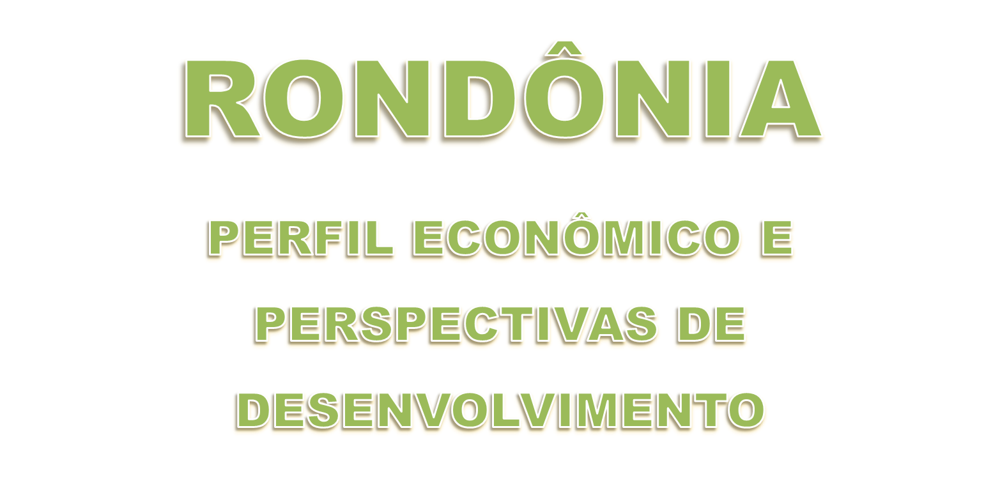 RONDÔNIA
PERFIL ECONÔMICO E
PERSPECTIVAS DE
DESENVOLVIMENTO